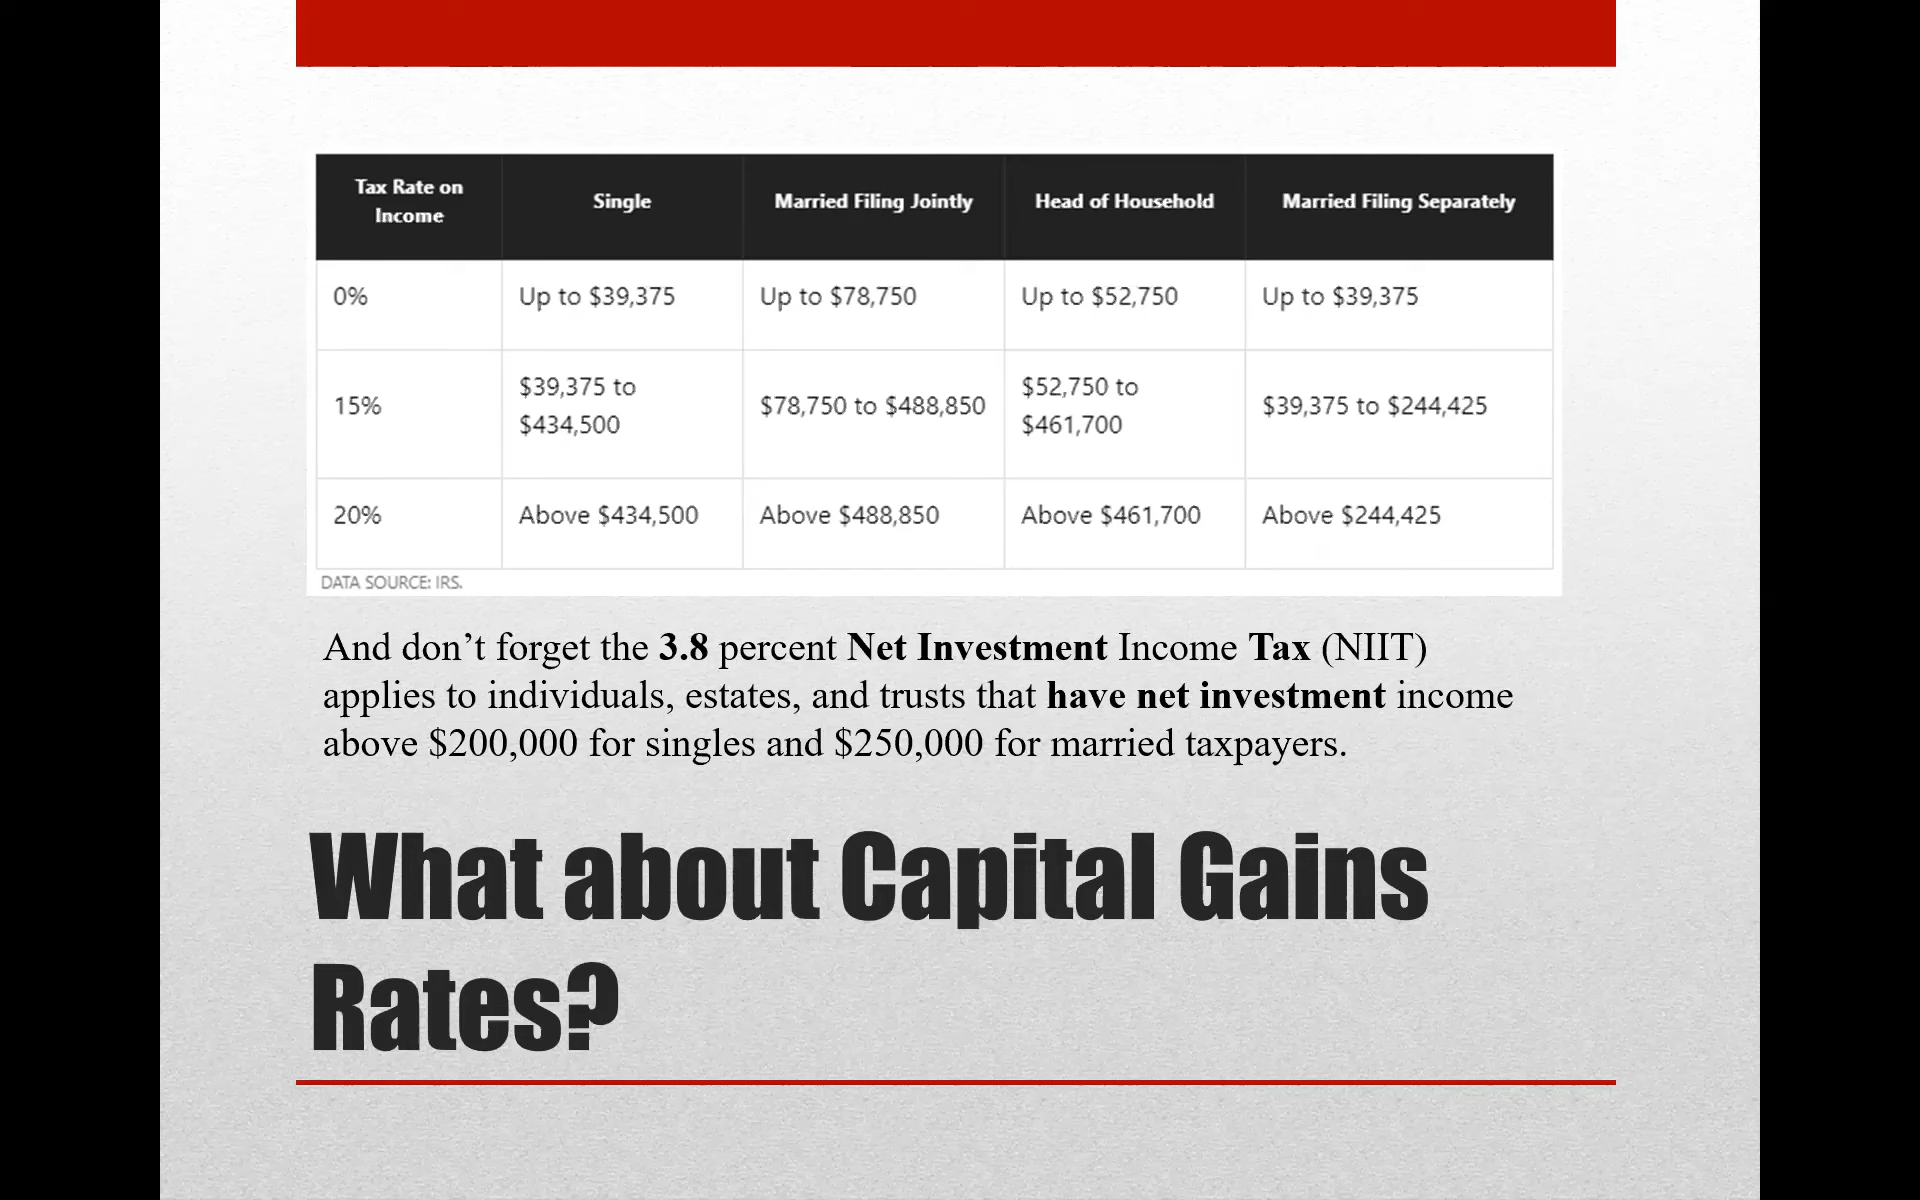 Tax Rate on Income Single Married Filing Jointly Head of Household Married Filing Separately
0% Up to $39,375 Up to $78,750 Up to $52,750 Up to $39,375
15% $39,375 to $434,500 $78,750 to $488,850 $52,750 to $461,700 $39,375 to $244,425
20% Above $434,500 Above $488,850 Above $461,700 Above $244,425
DATA SOURCE: IRS.
And don’t forget the 3.8 percent Net Investment Income Tax (NIIT)
applies to individuals, estates, and trusts that have net investment income
above $200,000 for singles and $250,000 for married taxpayers.
What about Capital Gains
Rates?